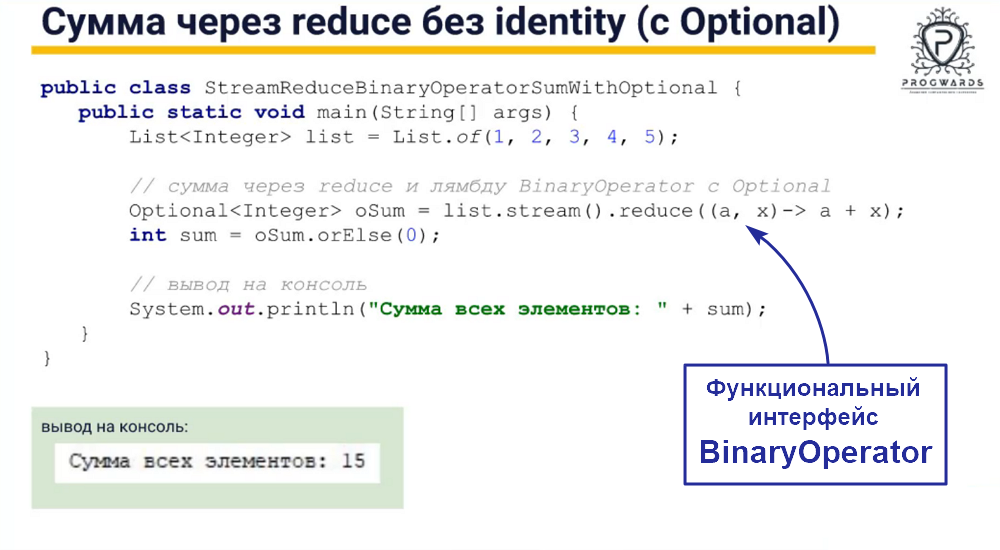 Сумма через reduce без identity (с Optional)
PROGWARDS
public class StreamReduceBinaryOperatorSumWithOptional {
public static void main(String[] args) {
List<Integer> list = List.of(1, 2, 3, 4, 5);
// сумма через reduce и лямбду BinaryOperator с Optional
Optional<Integer> oSum = list.stream().reduce((a, x)-> a + x);
int sum = oSum.orElse(0);
// вывод на консоль
System.out.println("Сумма всех элементов: " + sum);
}
}
Функциональный
интерфейс
BinaryOperator
вывод на консоль:
Сумма всех элементов: 15